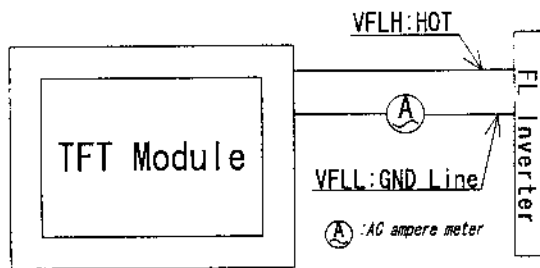 VFLH:HOT
A
TFT Module
FL Inverter
VFLL:GND Line
A :AC ampere meter